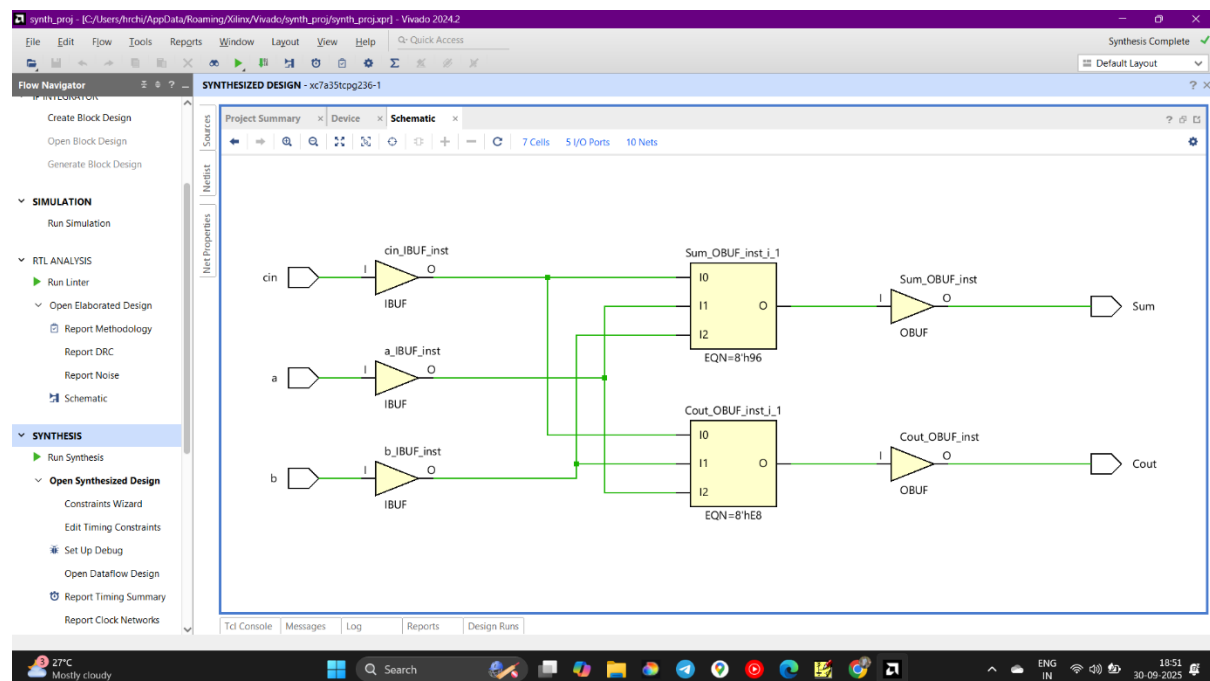 synth_proj - [C:/Users/hrchi/AppData/Roaming/Xilinx/Vivado/synth_proj/synth_proj.xpr] - Vivado 2024.2
File Edit Flow Tools Reports Window Layout View Help Q- Quick Access
Synthesis Complete
Default Layout
Flow Navigator
SYNTHESIZED DESIGN - xc7a35tcpg236-1
IP INTEGRATOR
Create Block Design
Open Block Design
Generate Block Design
SIMULATION
Run Simulation
RTL ANALYSIS
Run Linter
Open Elaborated Design
Report Methodology
Report DRC
Report Noise
Schematic
SYNTHESIS
Run Synthesis
Open Synthesized Design
Constraints Wizard
Edit Timing Constraints
Set Up Debug
Open Dataflow Design
Report Timing Summary
Report Clock Networks
Sources
Netlist
Net Properties
Project Summary Device Schematic
7 Cells 5 I/O Ports 10 Nets
cin_IBUF_inst
cin
I
O
IBUF
a_IBUF_inst
a
I
O
IBUF
b_IBUF_inst
b
I
O
IBUF
Sum_OBUF_inst_i_1
I0
I1
O
I2
EQN=8'h96
Sum_OBUF_inst
I
O
OBUF
Sum
Cout_OBUF_inst_i_1
I0
I1
O
I2
EQN=8'hE8
Cout_OBUF_inst
I
O
OBUF
Cout
Tcl Console Messages Log Reports Design Runs
3
27°C
Mostly cloudy
Search
ENG
IN
18:51
30-09-2025